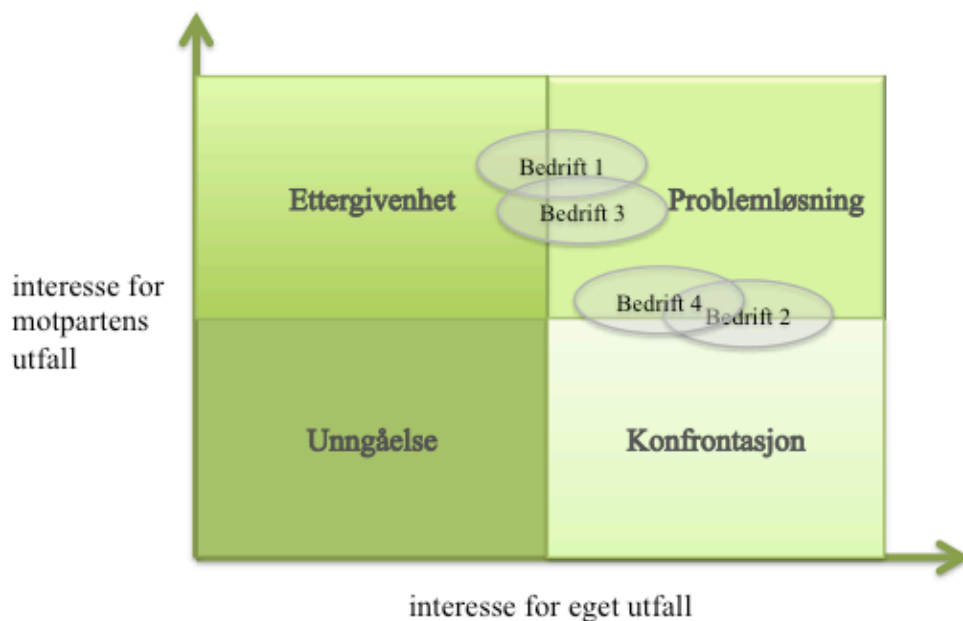 Bedrift 1
Ettergivenhet
Bedrift 3
Problemløsning
interesse for
motpartens
utfall
Bedrift 4
Bedrift 2
Unngåelse
Konfrontasjon
interesse for eget utfall